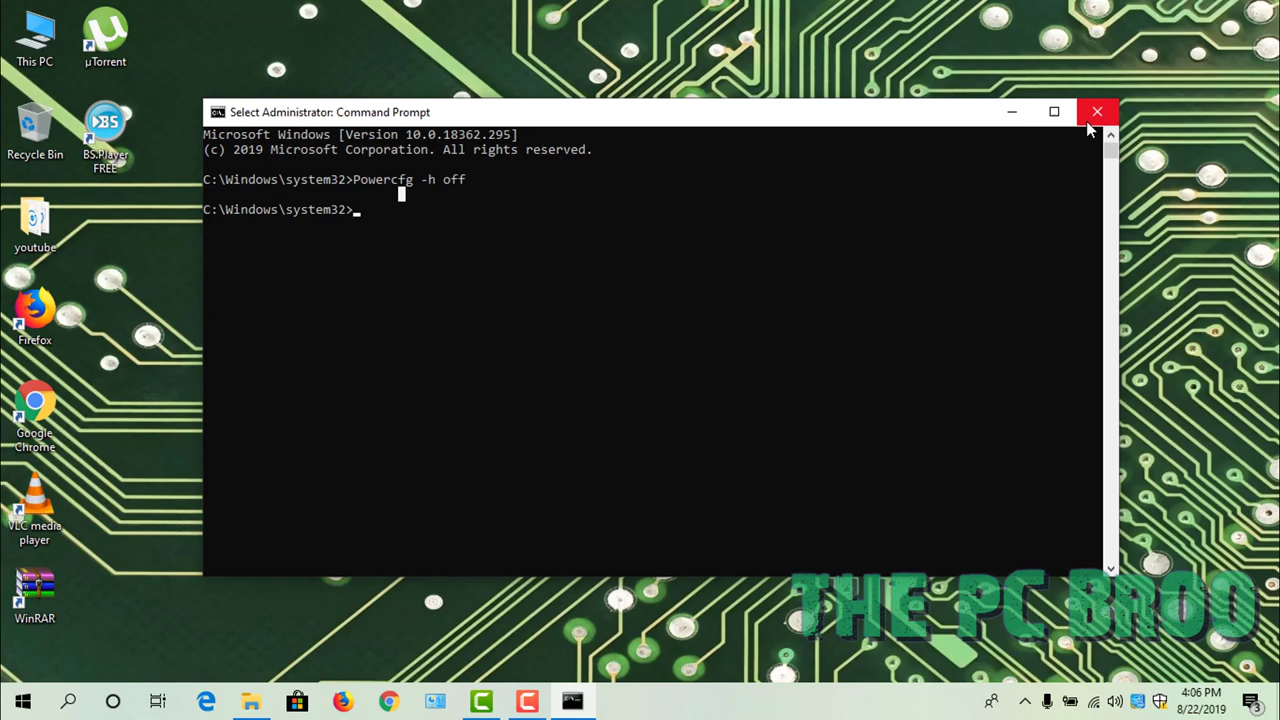 This PC
µTorrent
Recycle Bin
BS.Player
FREE
youtube
Firefox
Google
Chrome
VLC media
player
WinRAR
Select Administrator: Command Prompt
Microsoft Windows [Version 10.0.18362.295]
(c) 2019 Microsoft Corporation. All rights reserved.
C:\Windows\system32>Powercfg -h off
C:\Windows\system32>
THE PC BROO
4:06 PM
8/22/2019
3